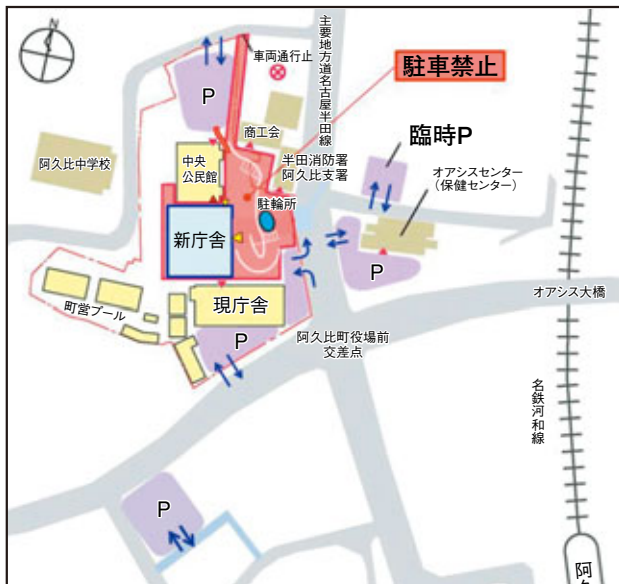 N
車両通行止
主要地方道名古屋半田線
駐車禁止
P
商工会
臨時P
阿久比中学校
中央
公民館
半田消防署
阿久比支署
オアシスセンター
(保健センター)
駐輪所
新庁舎
P
オアシス大橋
町営プール
現庁舎
P
阿久比町役場前
交差点
名鉄河和線
P
阿久